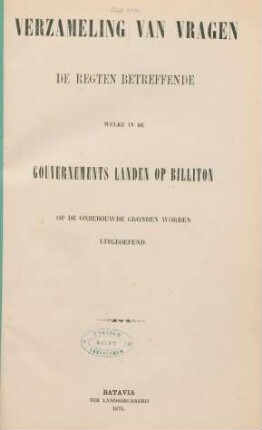 VERZAMELING VAN VRAGEN
DE REGTEN BETREFFENDE
WELKE IN DE
GOUVERNEMENTS LANDEN OP BILLITON
OP DE ONBEBOUWDE GRONDEN WORDEN
UITGEOEFEND.
DELFT
BATAVIA
TER LANDSDRUKKERIJ